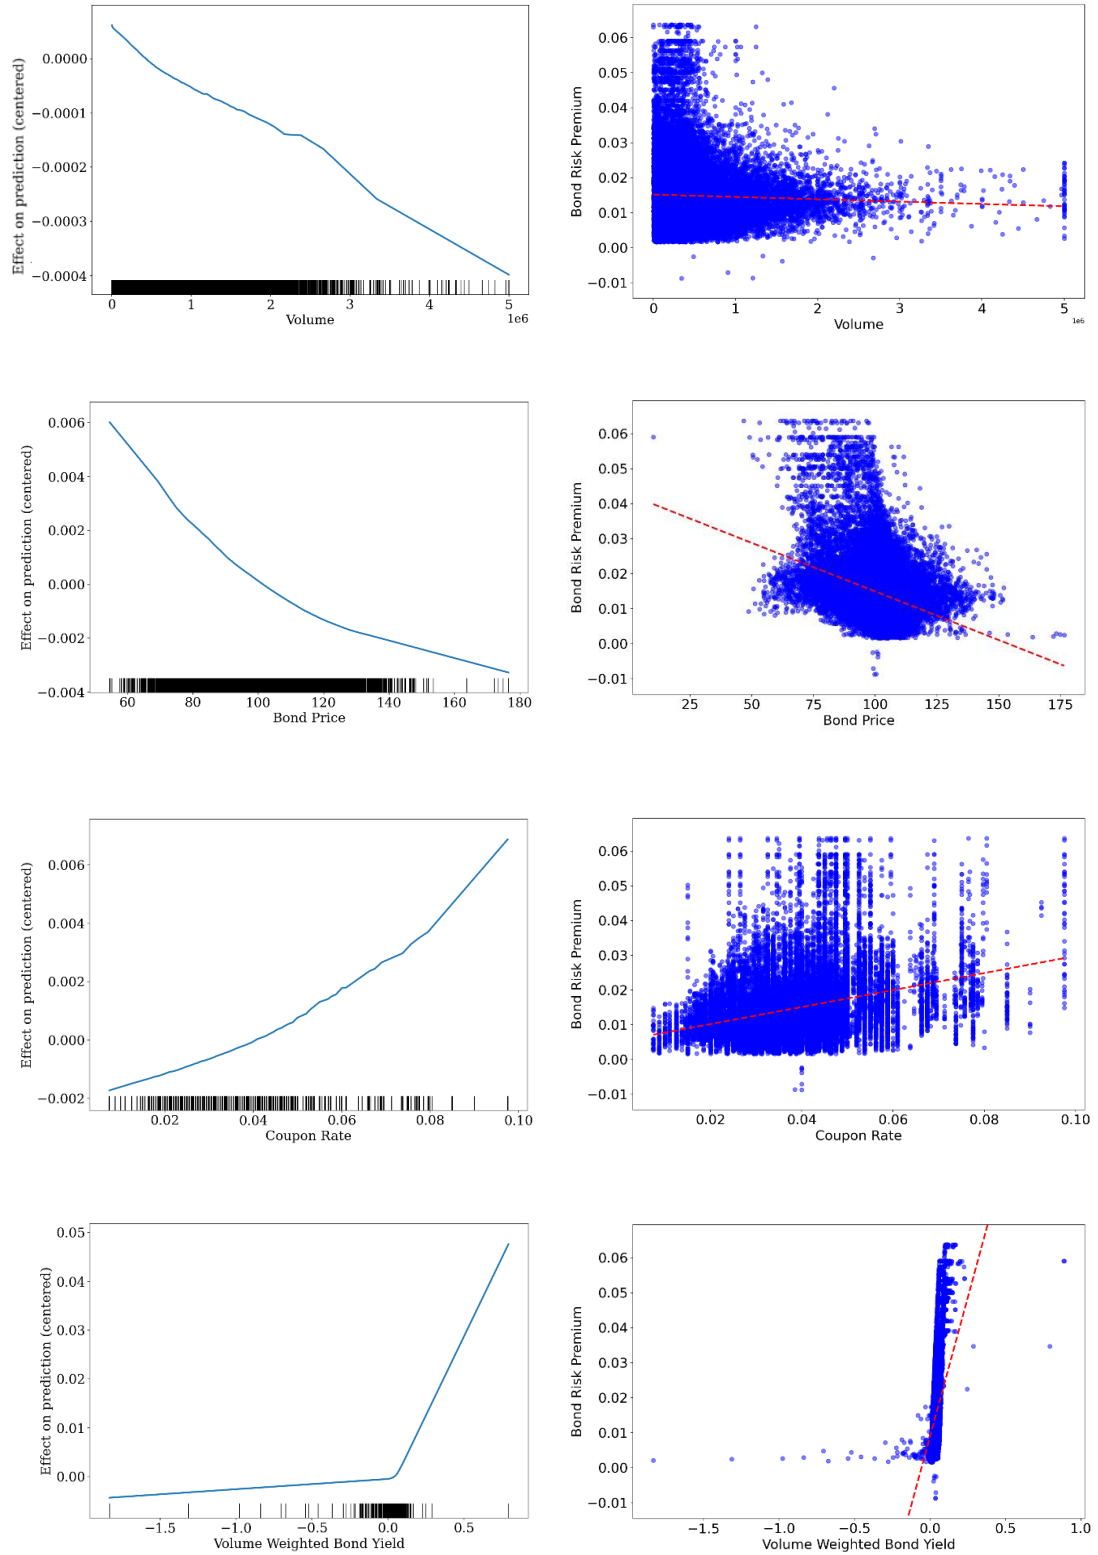 Effect on prediction (centered)
0.0000
−0.0001
−0.0002
−0.0003
−0.0004
0 1 2 3 4 5
1e6
Volume
Bond Risk Premium
0.06
0.05
0.04
0.03
0.02
0.01
0.00
−0.01
0 1 2 3 4 5
1e6
Volume
Effect on prediction (centered)
0.006
0.004
0.002
0.000
−0.002
−0.004
60 80 100 120 140 160 180
Bond Price
Bond Risk Premium
0.06
0.05
0.04
0.03
0.02
0.01
0.00
−0.01
25 50 75 100 125 150 175
Bond Price
Effect on prediction (centered)
0.006
0.004
0.002
0.000
−0.002
0.02 0.04 0.06 0.08 0.10
Coupon Rate
Bond Risk Premium
0.06
0.05
0.04
0.03
0.02
0.01
0.00
−0.01
0.02 0.04 0.06 0.08 0.10
Coupon Rate
Effect on prediction (centered)
0.05
0.04
0.03
0.02
0.01
0.00
−1.5 −1.0 −0.5 0.0 0.5
Volume Weighted Bond Yield
Bond Risk Premium
0.06
0.05
0.04
0.03
0.02
0.01
0.00
−0.01
−1.5 −1.0 −0.5 0.0 0.5 1.0
Volume Weighted Bond Yield